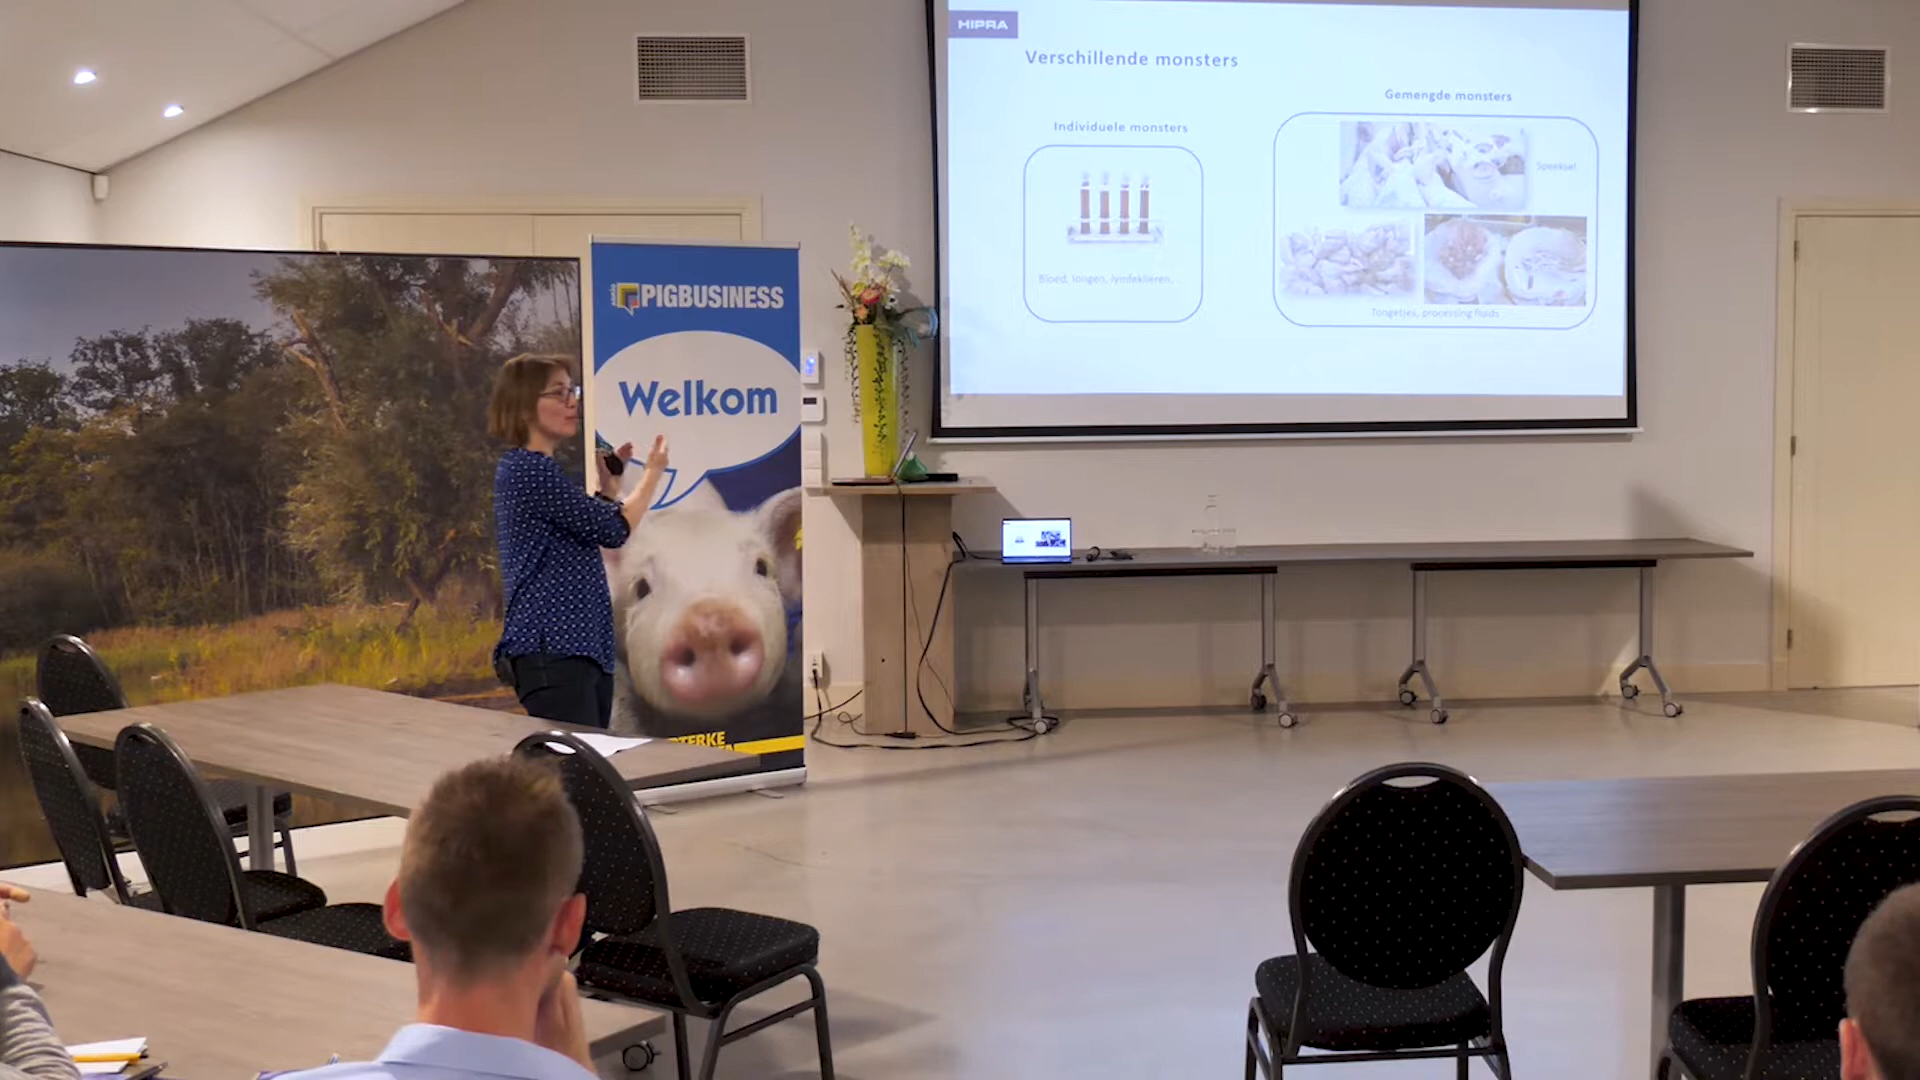 HIPRA
Verschillende monsters
Gemengde monsters
Individuele monsters
Speeksel
Bloed, longen, lymfeklieren, ..
Tongetjes, processing fluids
PIGBUSINESS
Welkom